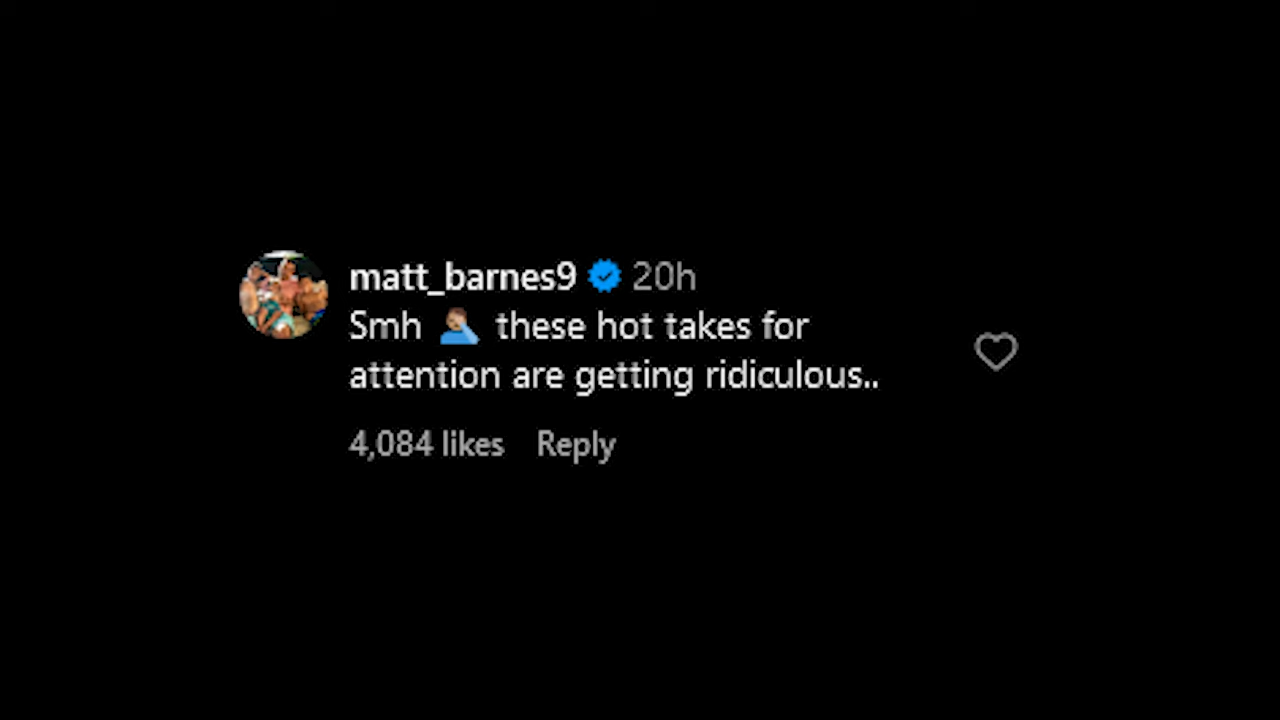 matt_barnes9 20h
Smh 🤦🏽‍♂️ these hot takes for
attention are getting ridiculous..
4,084 likes Reply